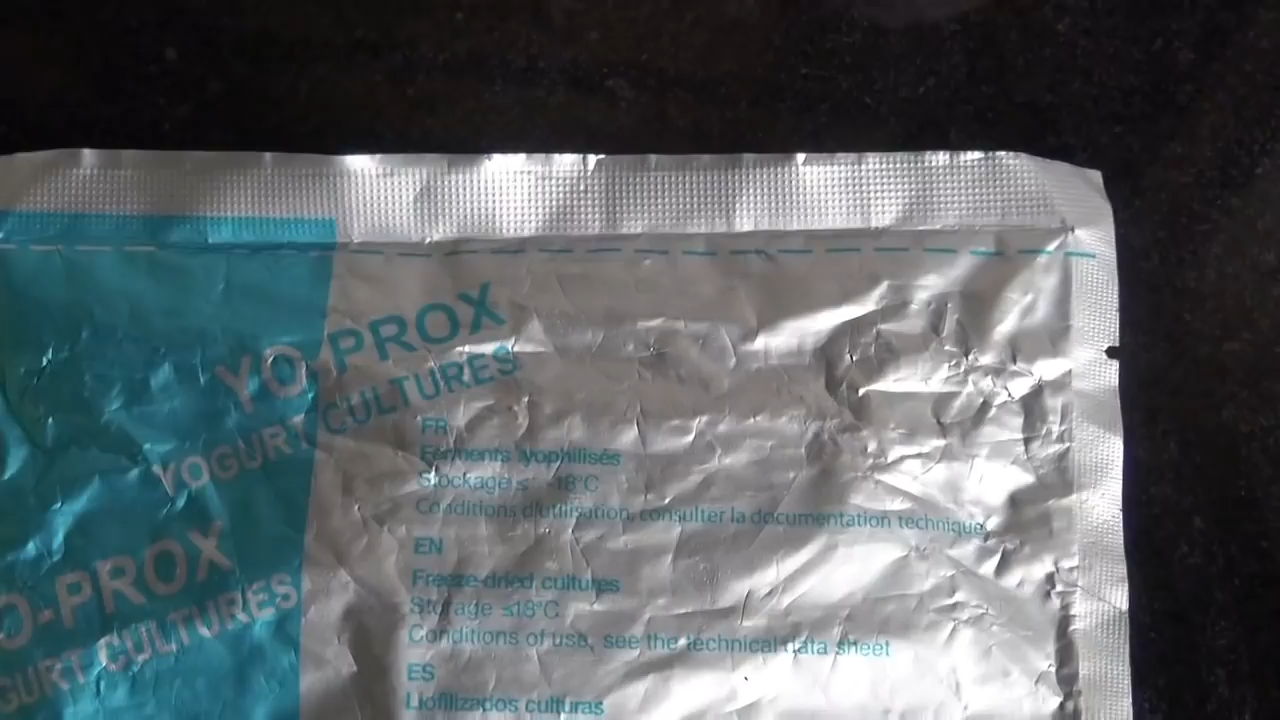 YO-PROX
YOGURT CULTURES
O-PROX
GURT CULTURES
FR
Ferments lyophilisés
Stockage ≤ -18°C
Conditions d'utilisation, consulter la documentation technique
EN
Freeze-dried cultures
Storage ≤18°C
Conditions of use, see the technical data sheet
ES
Liofilizados culturas